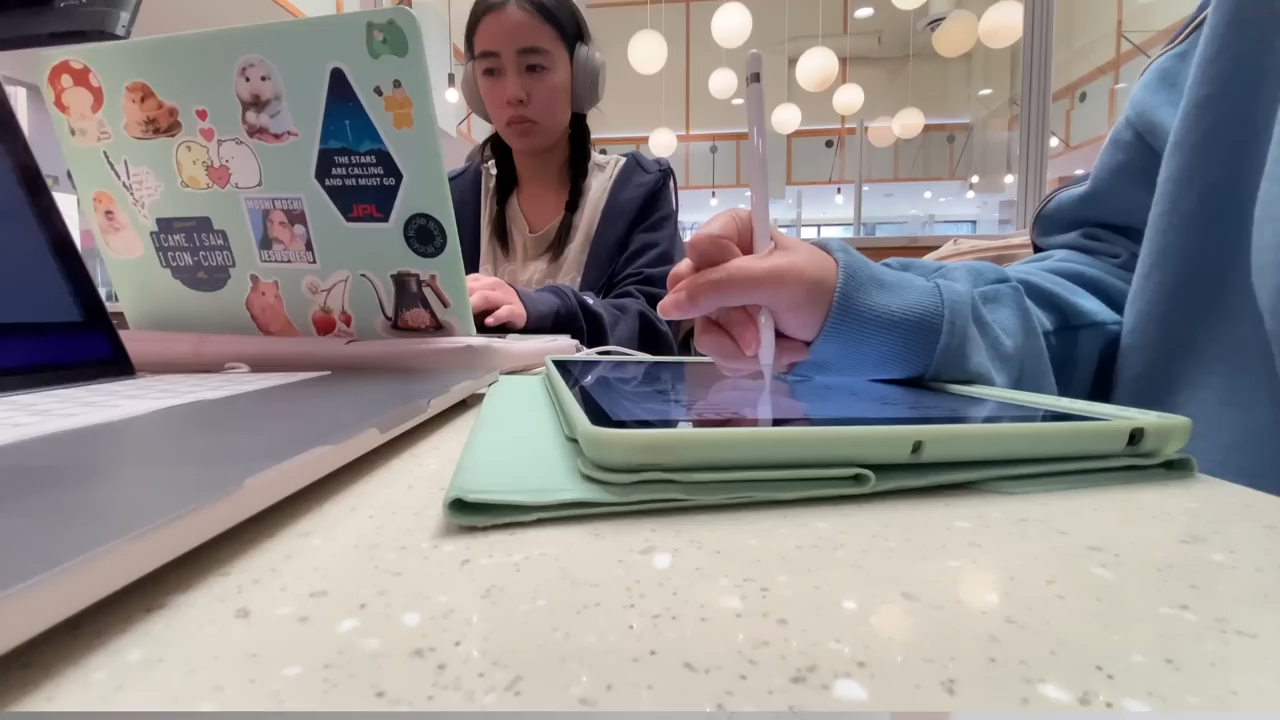 THE STARS
ARE CALLING
AND WE MUST GO
JPL
MOSHI MOSHI
JESUS DESU
I CAME, I SAW,
I CON-CURD